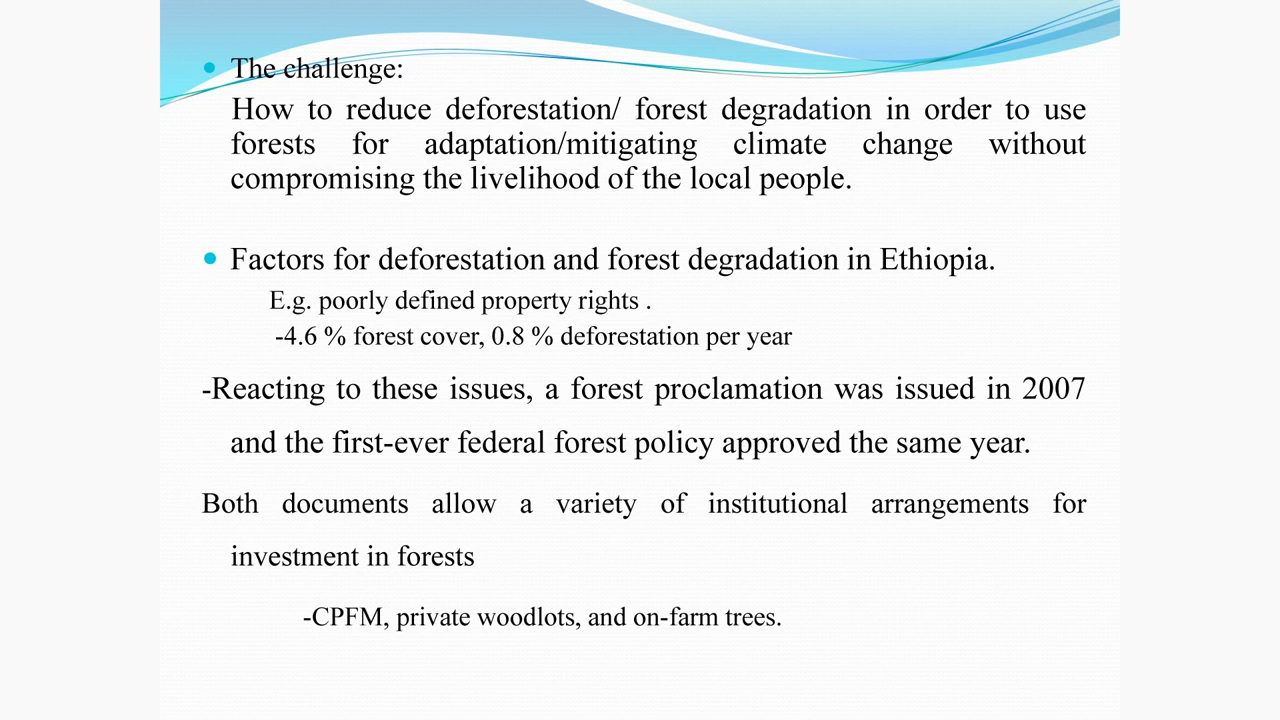 The challenge:
How to reduce deforestation/ forest degradation in order to use
forests for adaptation/mitigating climate change without
compromising the livelihood of the local people.
Factors for deforestation and forest degradation in Ethiopia.
E.g. poorly defined property rights .
-4.6 % forest cover, 0.8 % deforestation per year
-Reacting to these issues, a forest proclamation was issued in 2007
and the first-ever federal forest policy approved the same year.
Both documents allow a variety of institutional arrangements for
investment in forests
-CPFM, private woodlots, and on-farm trees.